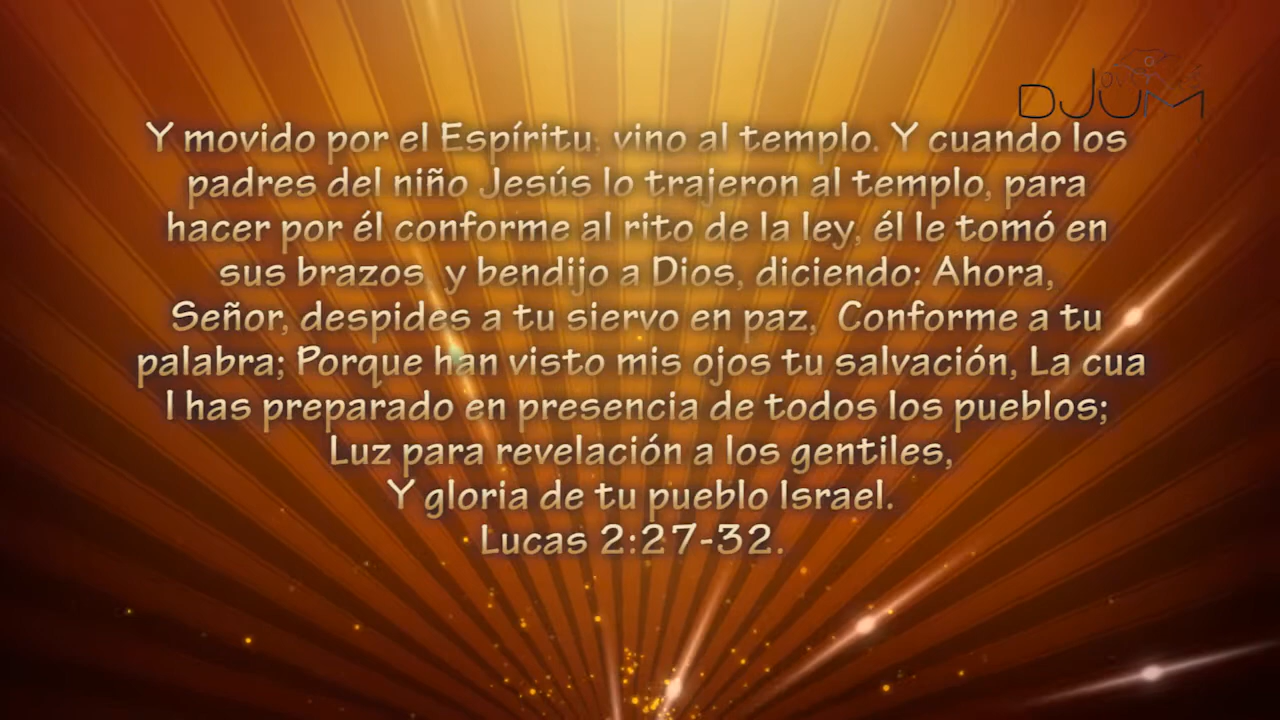 DJUM
Y movido por el Espíritu, vino al templo. Y cuando los
padres del niño Jesús lo trajeron al templo, para
hacer por él conforme al rito de la ley, él le tomó en
sus brazos y bendijo a Dios, diciendo: Ahora,
Señor, despides a tu siervo en paz, Conforme a tu
palabra; Porque han visto mis ojos tu salvación, La cua
l has preparado en presencia de todos los pueblos;
Luz para revelación a los gentiles,
Y gloria de tu pueblo Israel.
Lucas 2:27-32.